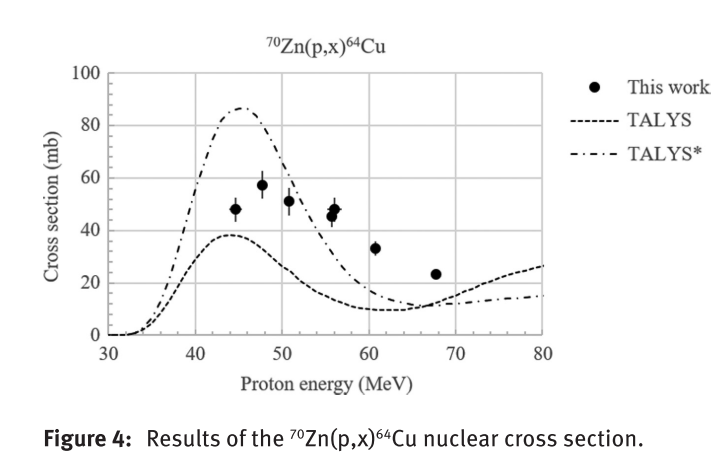 ⁷⁰Zn(p,x)⁶⁴Cu
100
80
60
40
20
0
30 40 50 60 70 80
Cross section (mb)
Proton energy (MeV)
This work
TALYS
TALYS*
Figure 4: Results of the ⁷⁰Zn(p,x)⁶⁴Cu nuclear cross section.